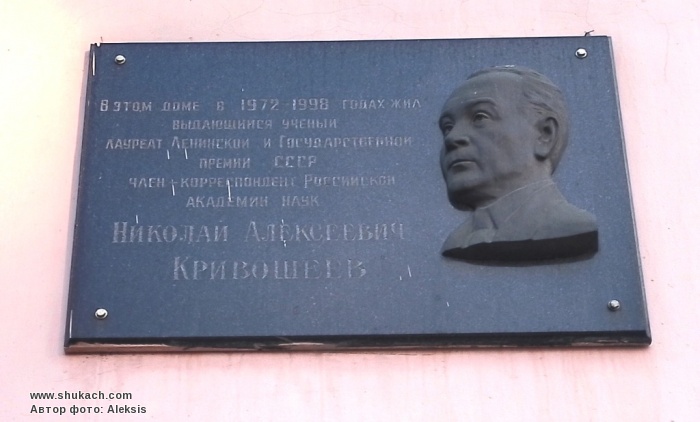 В ЭТОМ ДОМЕ В 1972-1998 ГОДАХ ЖИЛ
ВЫДАЮЩИЙСЯ УЧЕНЫЙ
ЛАУРЕАТ ЛЕНИНСКОЙ И ГОСУДАРСТВЕННОЙ
ПРЕМИИ СССР
ЧЛЕН-КОРРЕСПОНДЕНТ РОССИЙСКОЙ
АКАДЕМИИ НАУК
НИКОЛАЙ АЛЕКСЕЕВИЧ
КРИВОШЕЕВ
www.shukach.com
Автор фото: Aleksis